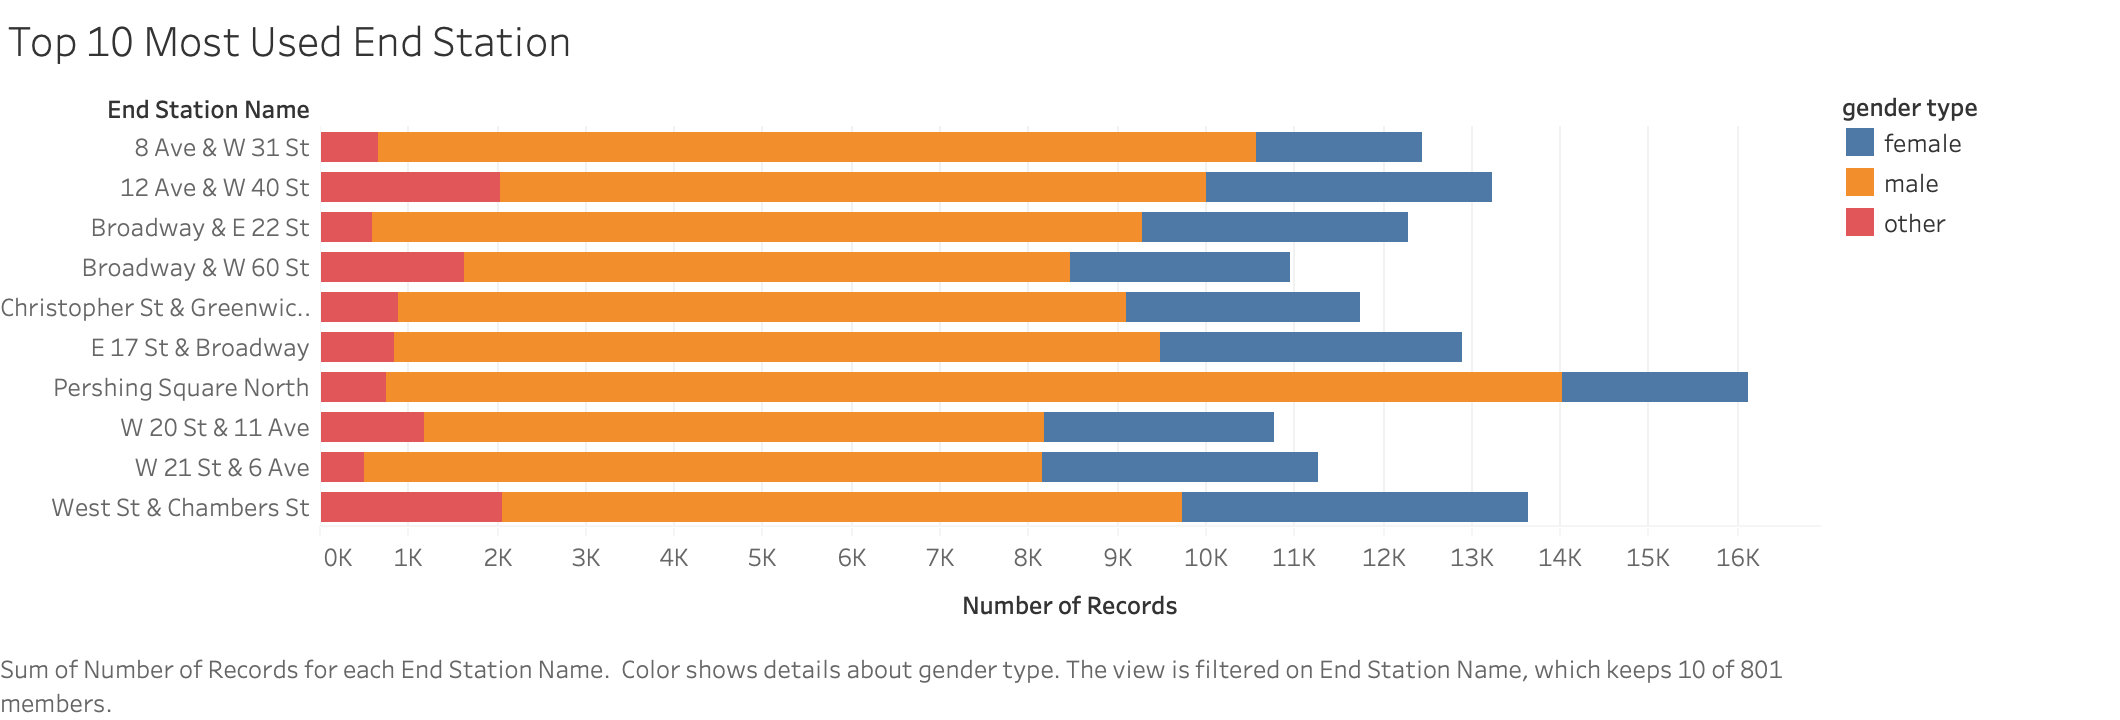 Top 10 Most Used End Station
End Station Name
8 Ave & W 31 St
12 Ave & W 40 St
Broadway & E 22 St
Broadway & W 60 St
Christopher St & Greenwic..
E 17 St & Broadway
Pershing Square North
W 20 St & 11 Ave
W 21 St & 6 Ave
West St & Chambers St
0K 1K 2K 3K 4K 5K 6K 7K 8K 9K 10K 11K 12K 13K 14K 15K 16K
Number of Records
gender type
female
male
other
Sum of Number of Records for each End Station Name.  Color shows details about gender type. The view is filtered on End Station Name, which keeps 10 of 801
members.